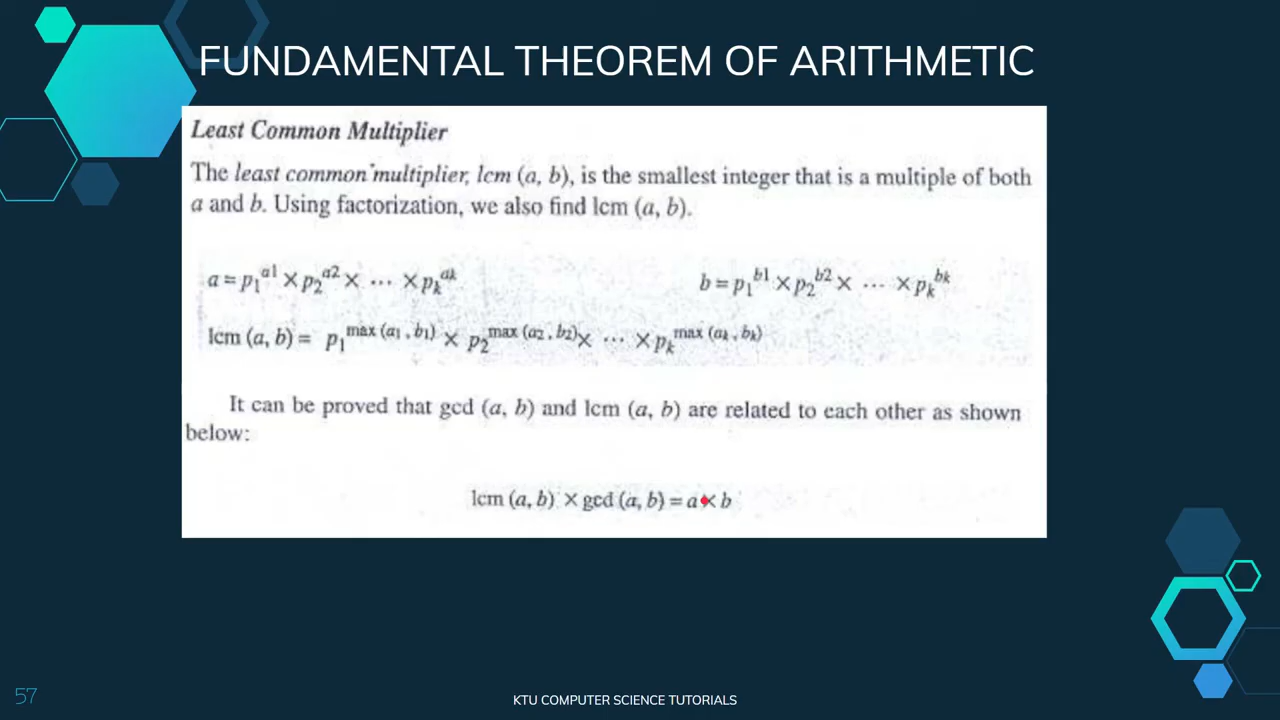 FUNDAMENTAL THEOREM OF ARITHMETIC
Least Common Multiplier
The least common multiplier, lcm (a, b), is the smallest integer that is a multiple of both
a and b. Using factorization, we also find lcm (a, b).
a = p₁^a1 × p₂^a2 × ··· × pₖ^ak b = p₁^b1 × p₂^b2 × ··· × pₖ^bk
lcm (a, b) = p₁^max (a₁, b₁) × p₂^max (a₂, b₂) × ··· × pₖ^max (aₖ, bₖ)
It can be proved that gcd (a, b) and lcm (a, b) are related to each other as shown
below:
lcm (a, b) × gcd (a, b) = a × b
57
KTU COMPUTER SCIENCE TUTORIALS